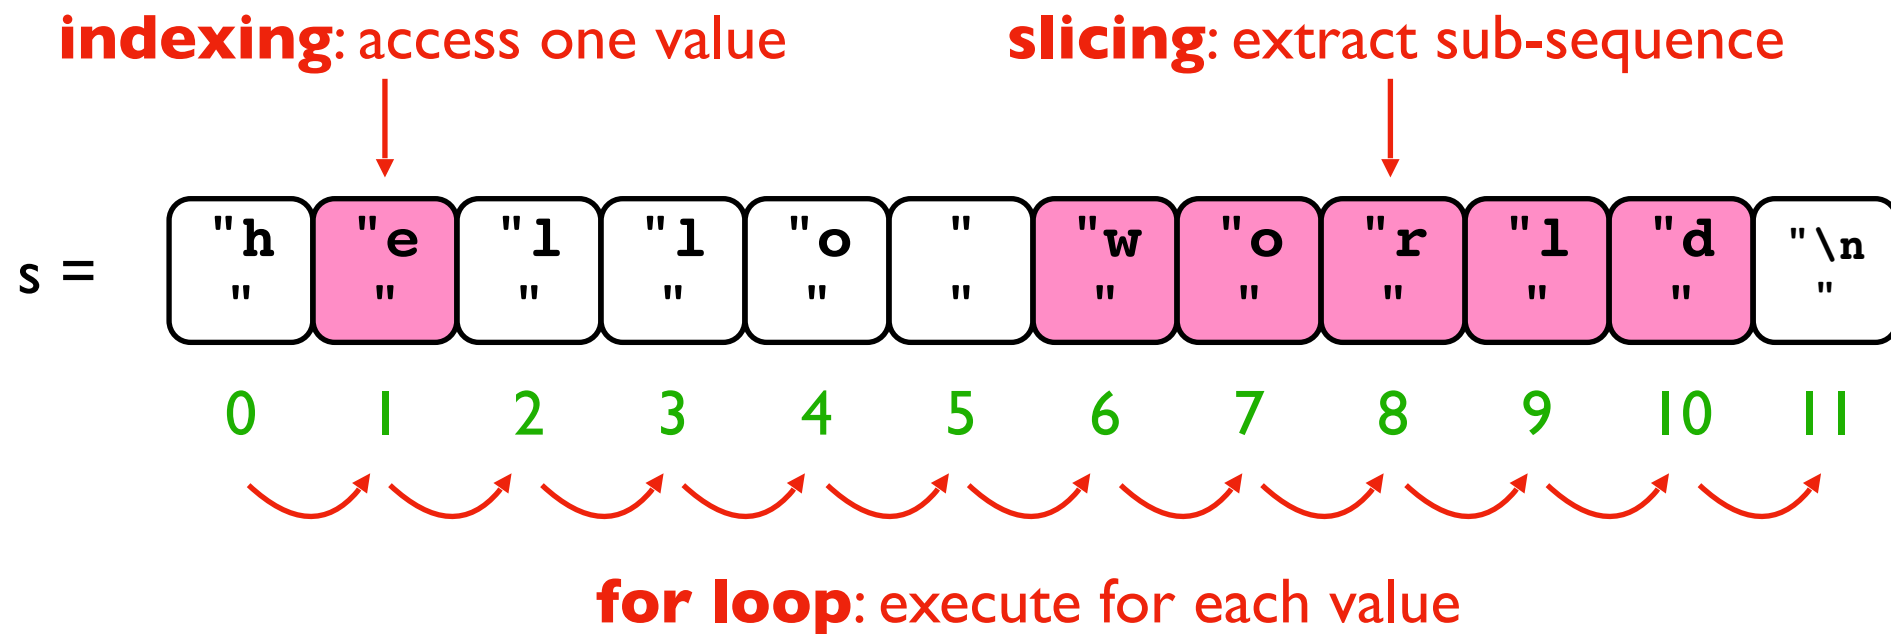 indexing: access one value slicing: extract sub-sequence
s = "h "e "l "l "o " "w "o "r "l "d "\n
" " " " " " " " " " " "
0 1 2 3 4 5 6 7 8 9 10 11
for loop: execute for each value